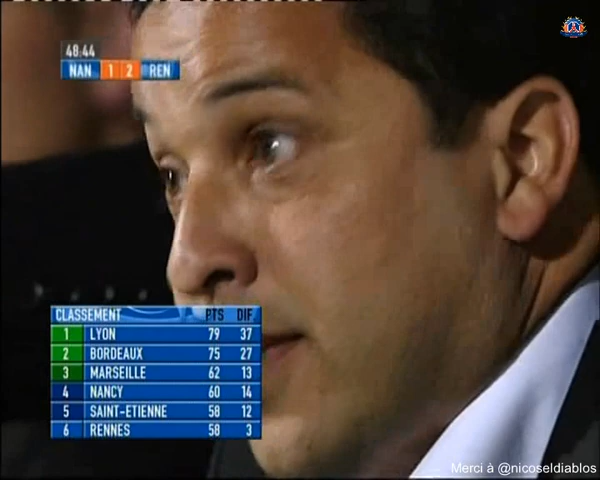 48:44
NAN 1 2 REN
CLASSEMENT PTS DIF
1 LYON 79 37
2 BORDEAUX 75 27
3 MARSEILLE 62 13
4 NANCY 60 14
5 SAINT-ETIENNE 58 12
6 RENNES 58 3
Merci à @nicoseldiablos